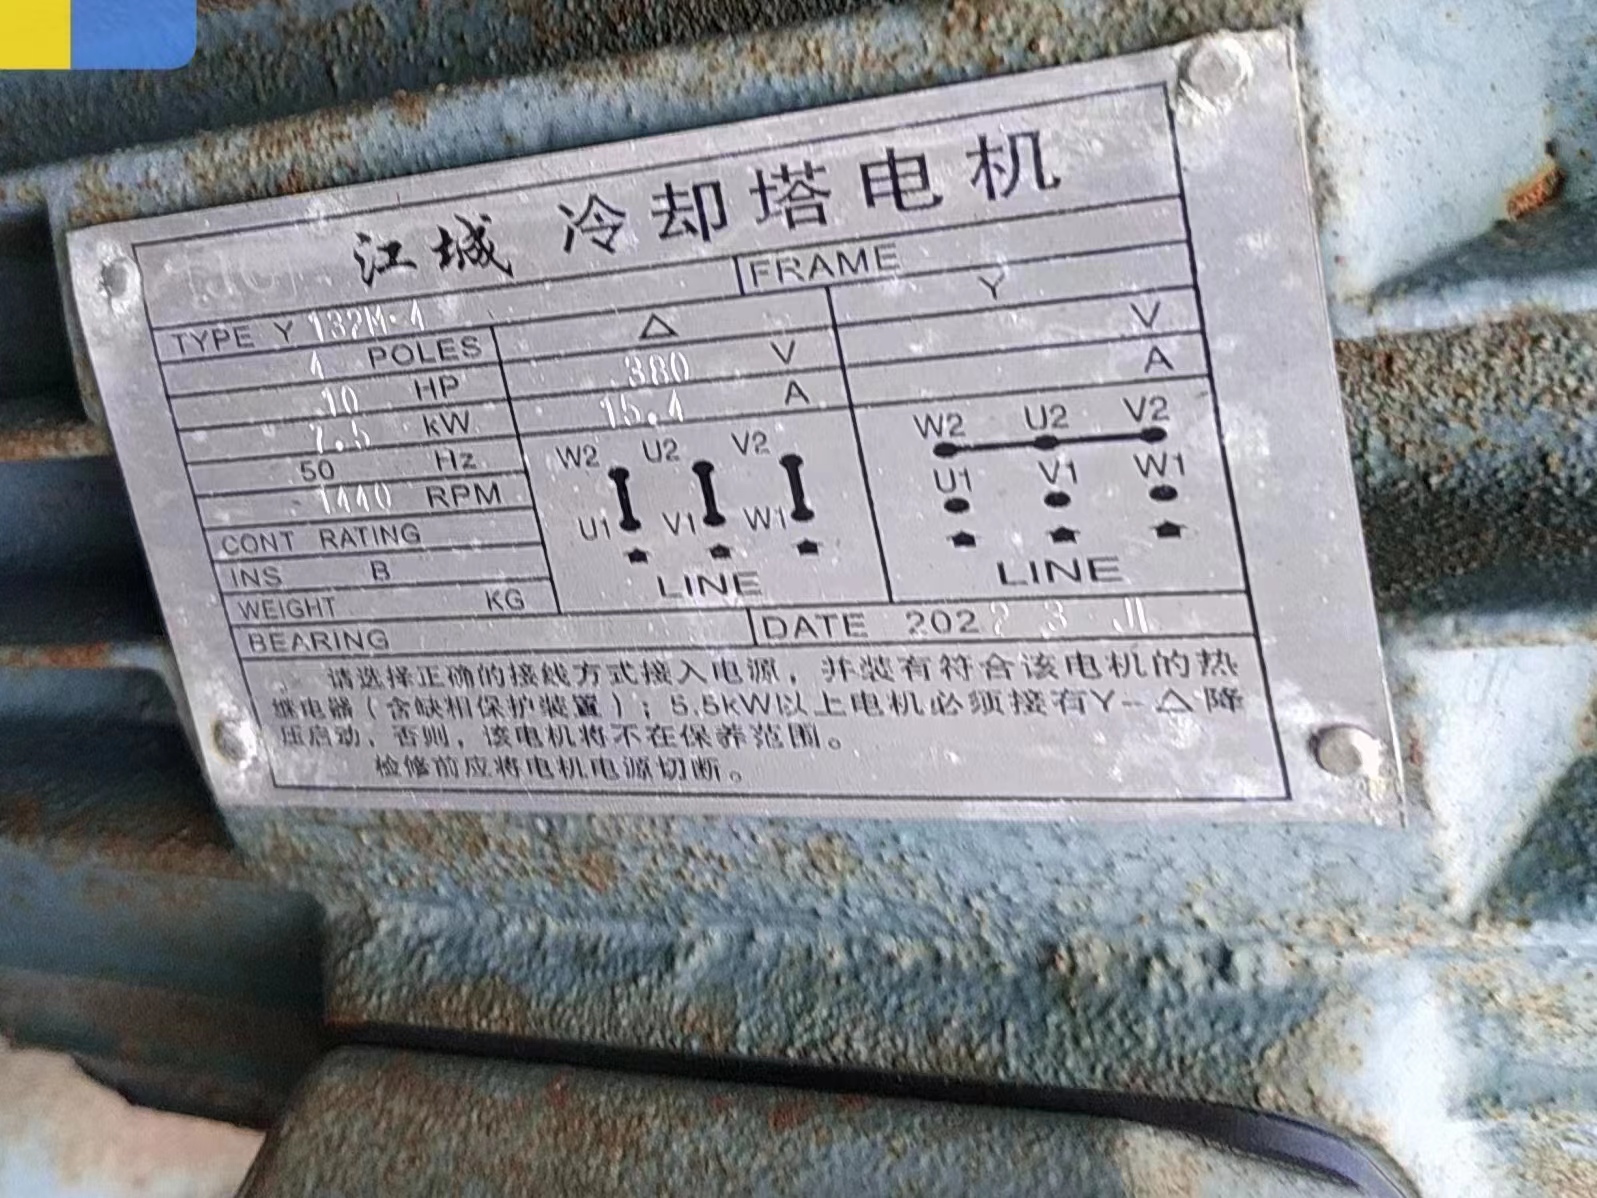 江城 冷却塔电机
TYPE Y 132M-4 FRAME
4 POLES △ Y
10 HP 380 V V
7.5 kW 15.4 A A
50 Hz
1440 RPM
W2 U2 V2 W2 U2 V2
U1 V1 W1 U1 V1 W1
CONT RATING
INS B
LINE LINE
WEIGHT KG
BEARING DATE 2022 3
请选择正确的接线方式接入电源，并装有符合该电机的热
继电器（含缺相保护装置）；5.5kW以上电机必须接有Y-△降
压启动，否则，该电机将不在保养范围。
检修前应将电机电源切断。